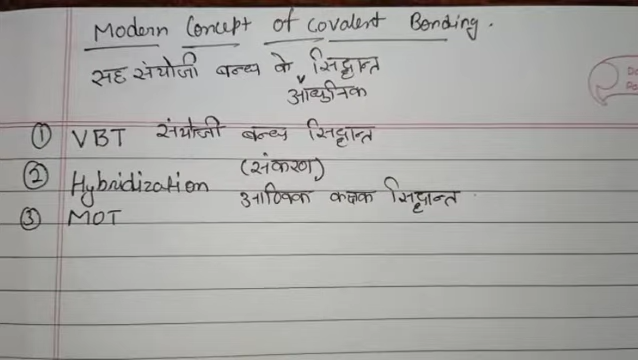 Modern Concept of Covalent Bonding.
सह संयोजी बन्ध के सिद्धान्त
आधुनिक
① VBT संयोजी बन्ध सिद्धान्त
② Hybridization (संकरण)
③ MOT आण्विक कक्षक सिद्धान्त